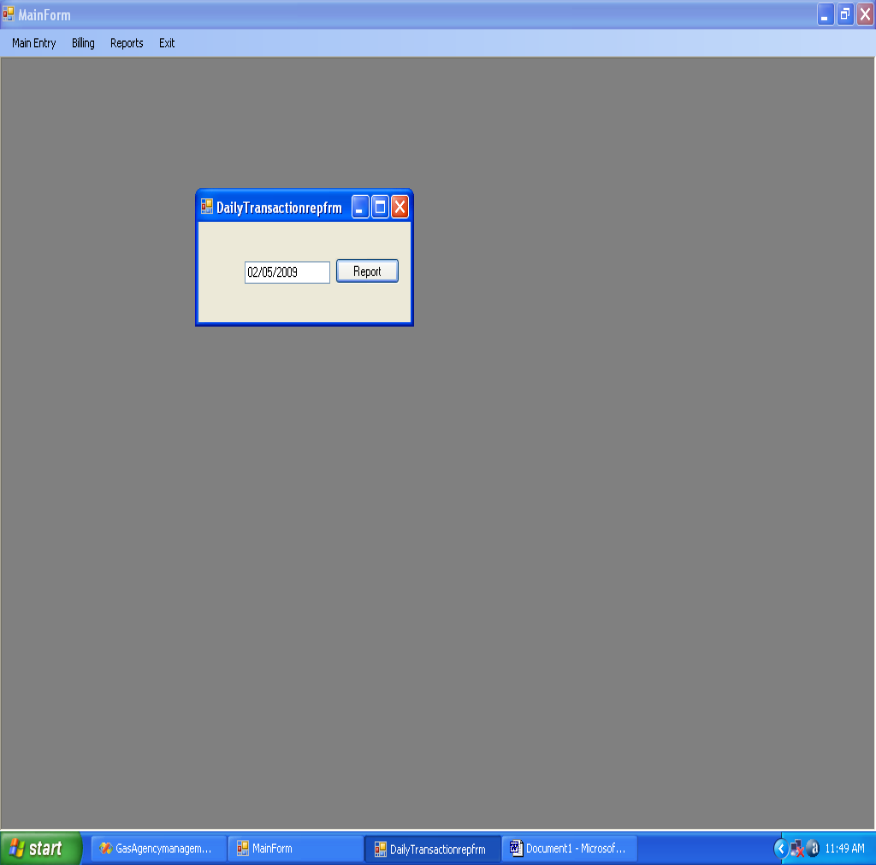 MainForm
Main Entry Billing Reports Exit
DailyTransactionrepfrm
02/05/2009 Report
start GasAgencymanagem... MainForm DailyTransactionrepfrm Document1 - Microsof... 11:49 AM